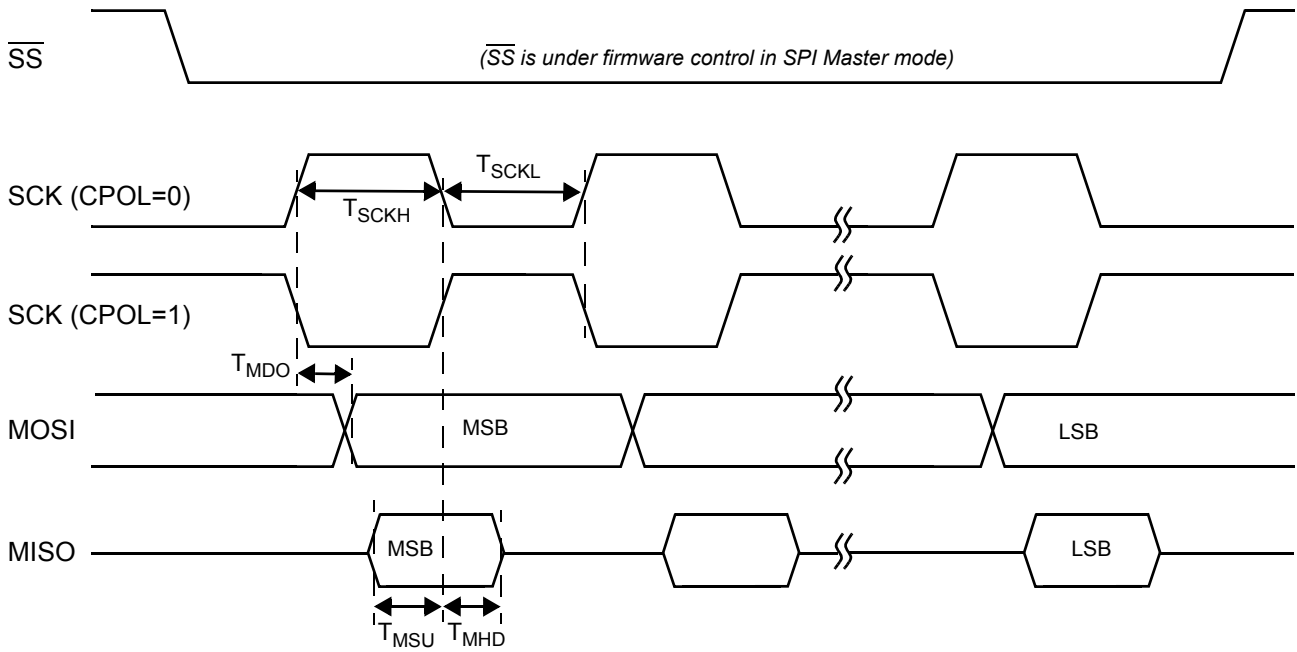 SS
(SS is under firmware control in SPI Master mode)
SCK (CPOL=0)
TSCKH
TSCKL
SCK (CPOL=1)
TMDO
MOSI
MSB
LSB
MISO
MSB
LSB
TMSU
TMHD